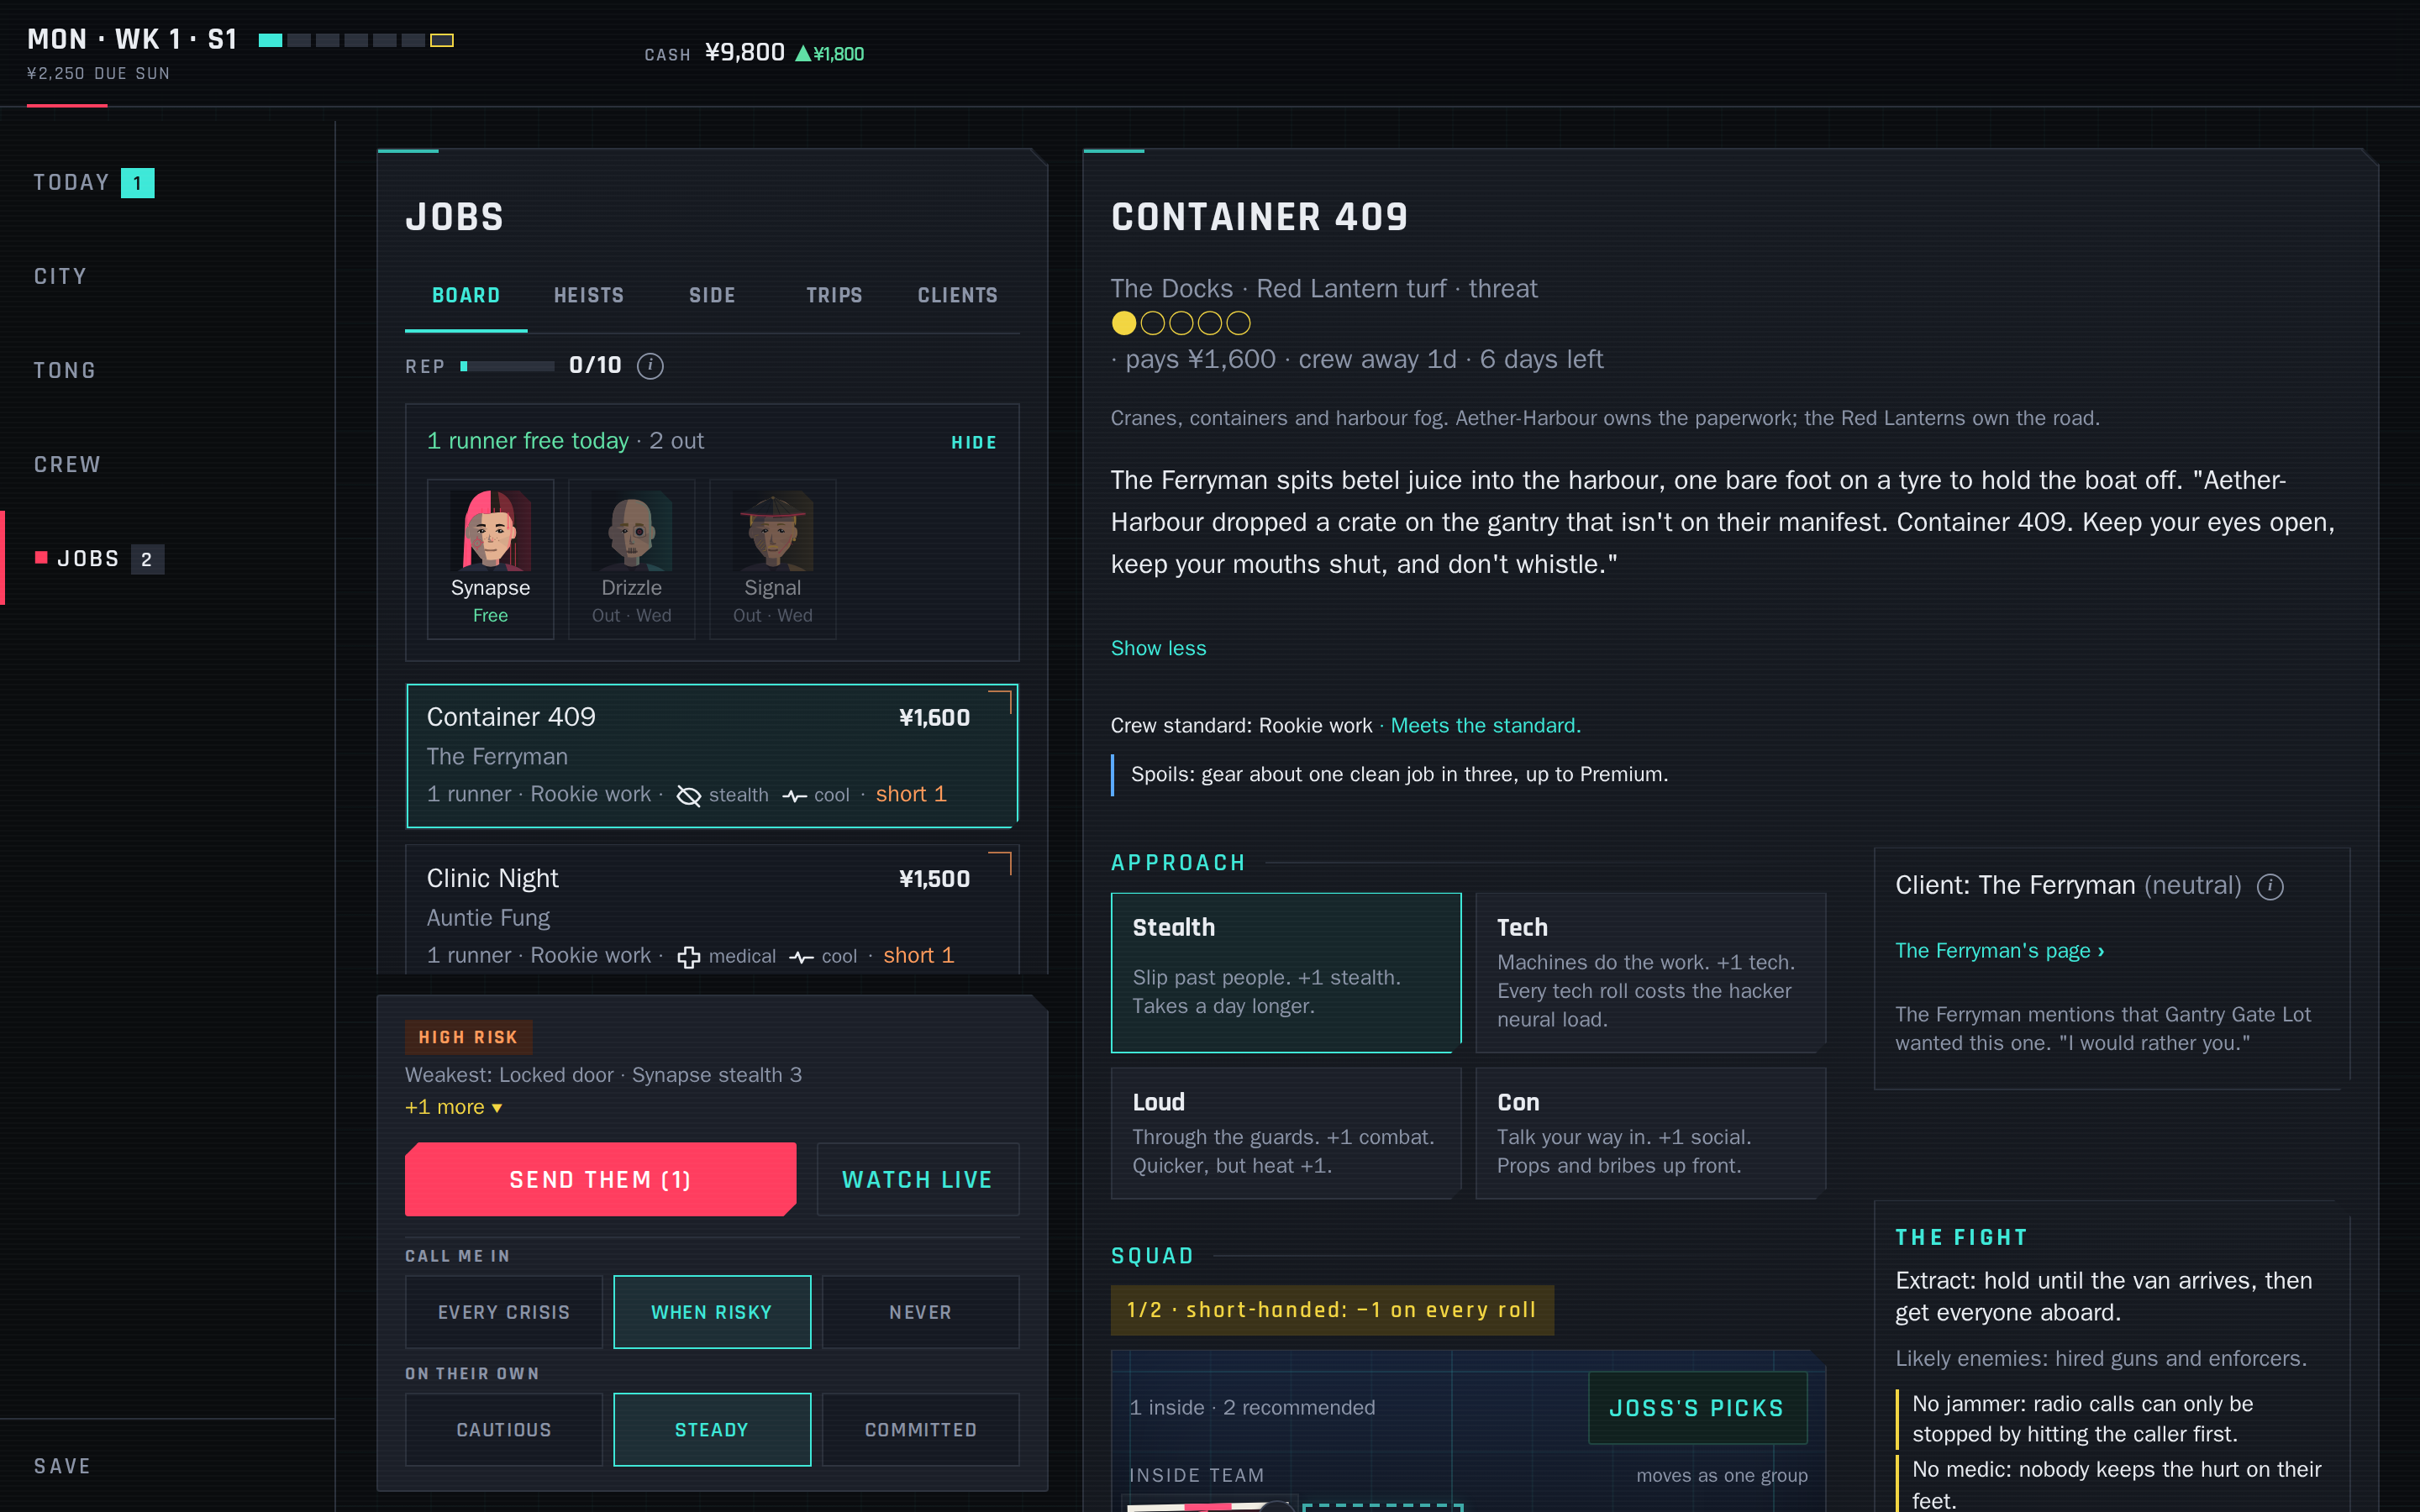 MON · WK 1 · S1
¥2,250 DUE SUN
CASH ¥9,800 ▲¥1,800
TODAY 1
CITY
TONG
CREW
JOBS 2
SAVE
JOBS
BOARD HEISTS SIDE TRIPS CLIENTS
REP 0/10 i
1 runner free today · 2 out HIDE
Synapse Drizzle Signal
Free Out · Wed Out · Wed
Container 409 ¥1,600
The Ferryman
1 runner · Rookie work · stealth cool · short 1
Clinic Night ¥1,500
Auntie Fung
1 runner · Rookie work · medical cool · short 1
HIGH RISK
Weakest: Locked door · Synapse stealth 3
+1 more ▾
SEND THEM (1) WATCH LIVE
CALL ME IN
EVERY CRISIS WHEN RISKY NEVER
ON THEIR OWN
CAUTIOUS STEADY COMMITTED
CONTAINER 409
The Docks · Red Lantern turf · threat
· pays ¥1,600 · crew away 1d · 6 days left
Cranes, containers and harbour fog. Aether-Harbour owns the paperwork; the Red Lanterns own the road.
The Ferryman spits betel juice into the harbour, one bare foot on a tyre to hold the boat off. "Aether-
Harbour dropped a crate on the gantry that isn't on their manifest. Container 409. Keep your eyes open,
keep your mouths shut, and don't whistle."
Show less
Crew standard: Rookie work · Meets the standard.
Spoils: gear about one clean job in three, up to Premium.
APPROACH
Stealth
Slip past people. +1 stealth.
Takes a day longer.
Tech
Machines do the work. +1 tech.
Every tech roll costs the hacker
neural load.
Loud
Through the guards. +1 combat.
Quicker, but heat +1.
Con
Talk your way in. +1 social.
Props and bribes up front.
SQUAD
1/2 · short-handed: −1 on every roll
1 inside · 2 recommended
JOSS'S PICKS
INSIDE TEAM moves as one group
Client: The Ferryman (neutral) i
The Ferryman's page ›
The Ferryman mentions that Gantry Gate Lot
wanted this one. "I would rather you."
THE FIGHT
Extract: hold until the van arrives, then
get everyone aboard.
Likely enemies: hired guns and enforcers.
No jammer: radio calls can only be
stopped by hitting the caller first.
No medic: nobody keeps the hurt on their
feet.